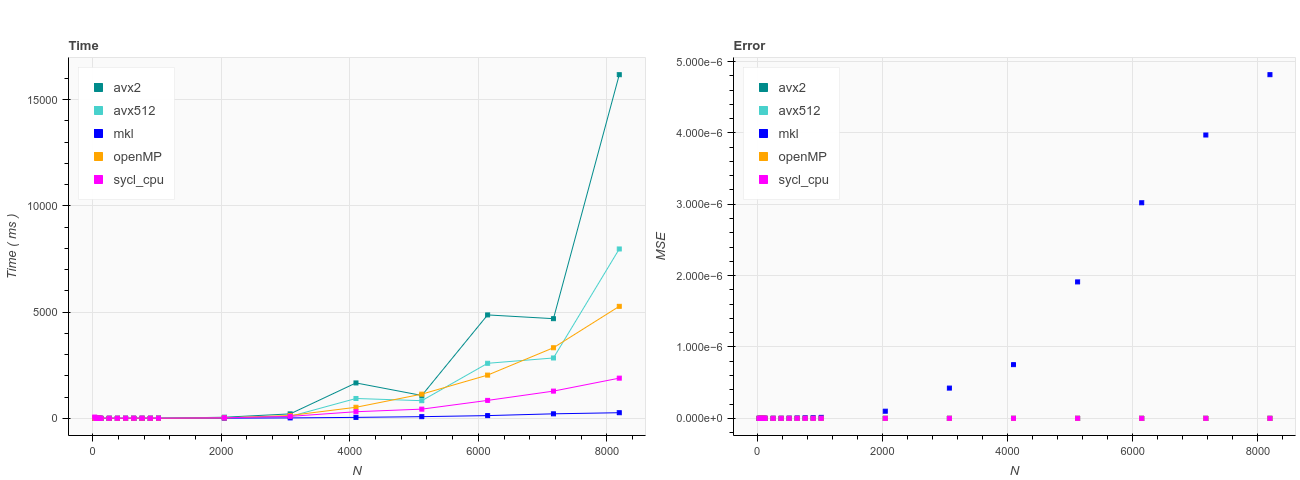 Time
avx2
avx512
mkl
openMP
sycl_cpu
15000
10000
5000
0
Time ( ms )
0
2000
4000
6000
8000
N
Error
avx2
avx512
mkl
openMP
sycl_cpu
5.000e−6
4.000e−6
3.000e−6
2.000e−6
1.000e−6
0.000e+0
MSE
0
2000
4000
6000
8000
N